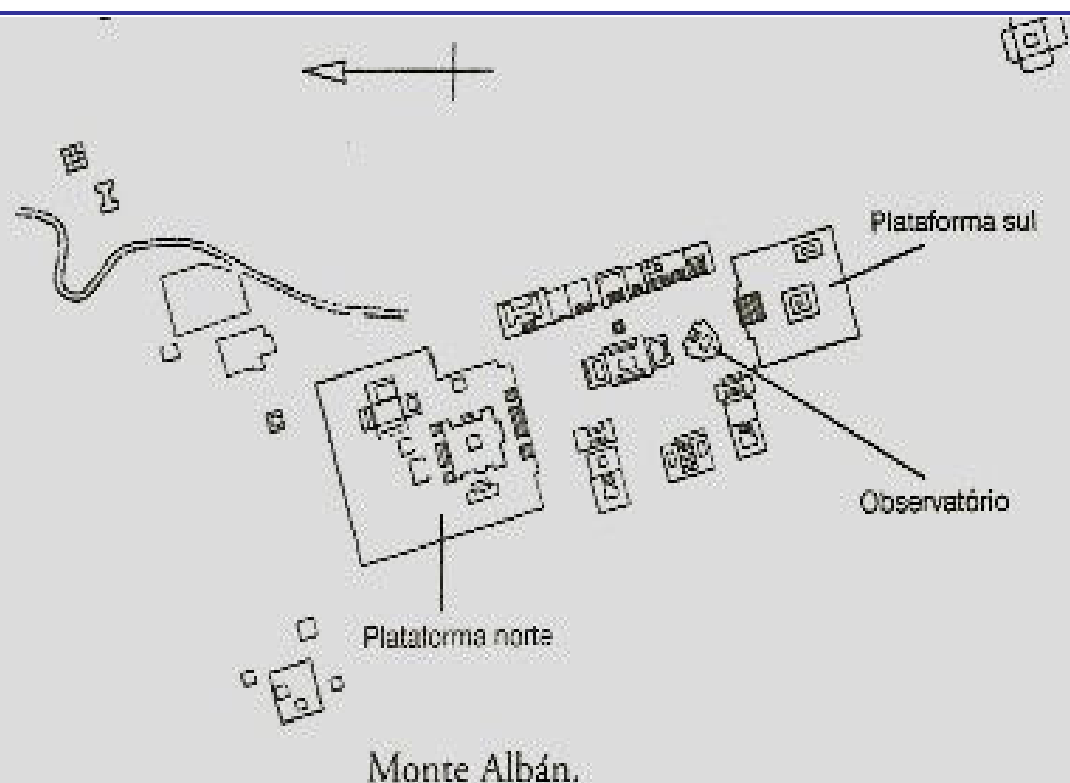 Plataforma sul
Observatório
Plataforma norte
Monte Albán.